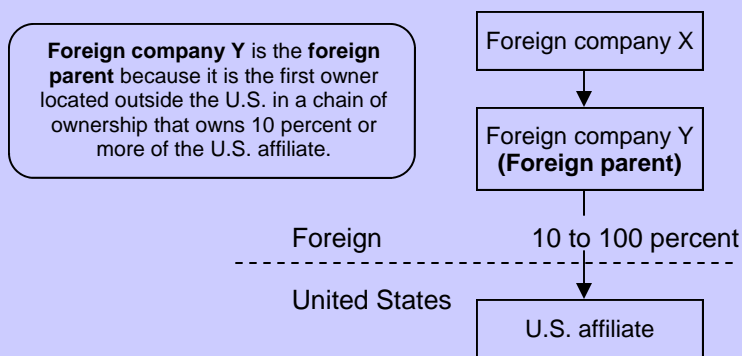 Foreign company Y is the foreign
parent because it is the first owner
located outside the U.S. in a chain of
ownership that owns 10 percent or
more of the U.S. affiliate.
Foreign company X
Foreign company Y
(Foreign parent)
Foreign
10 to 100 percent
United States
U.S. affiliate